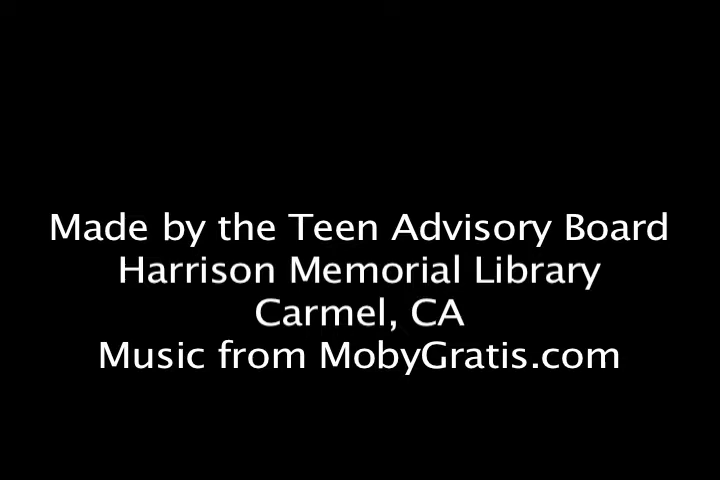 Made by the Teen Advisory Board
Harrison Memorial Library
Carmel, CA
Music from MobyGratis.com